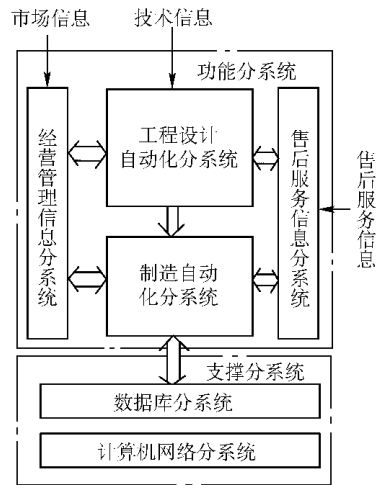 市场信息
技术信息
功能分系统
经营管理信息分系统
工程设计
自动化分系统
售后服务信息分系统
售后服务信息
制造自动
化分系统
支撑分系统
数据库分系统
计算机网络分系统